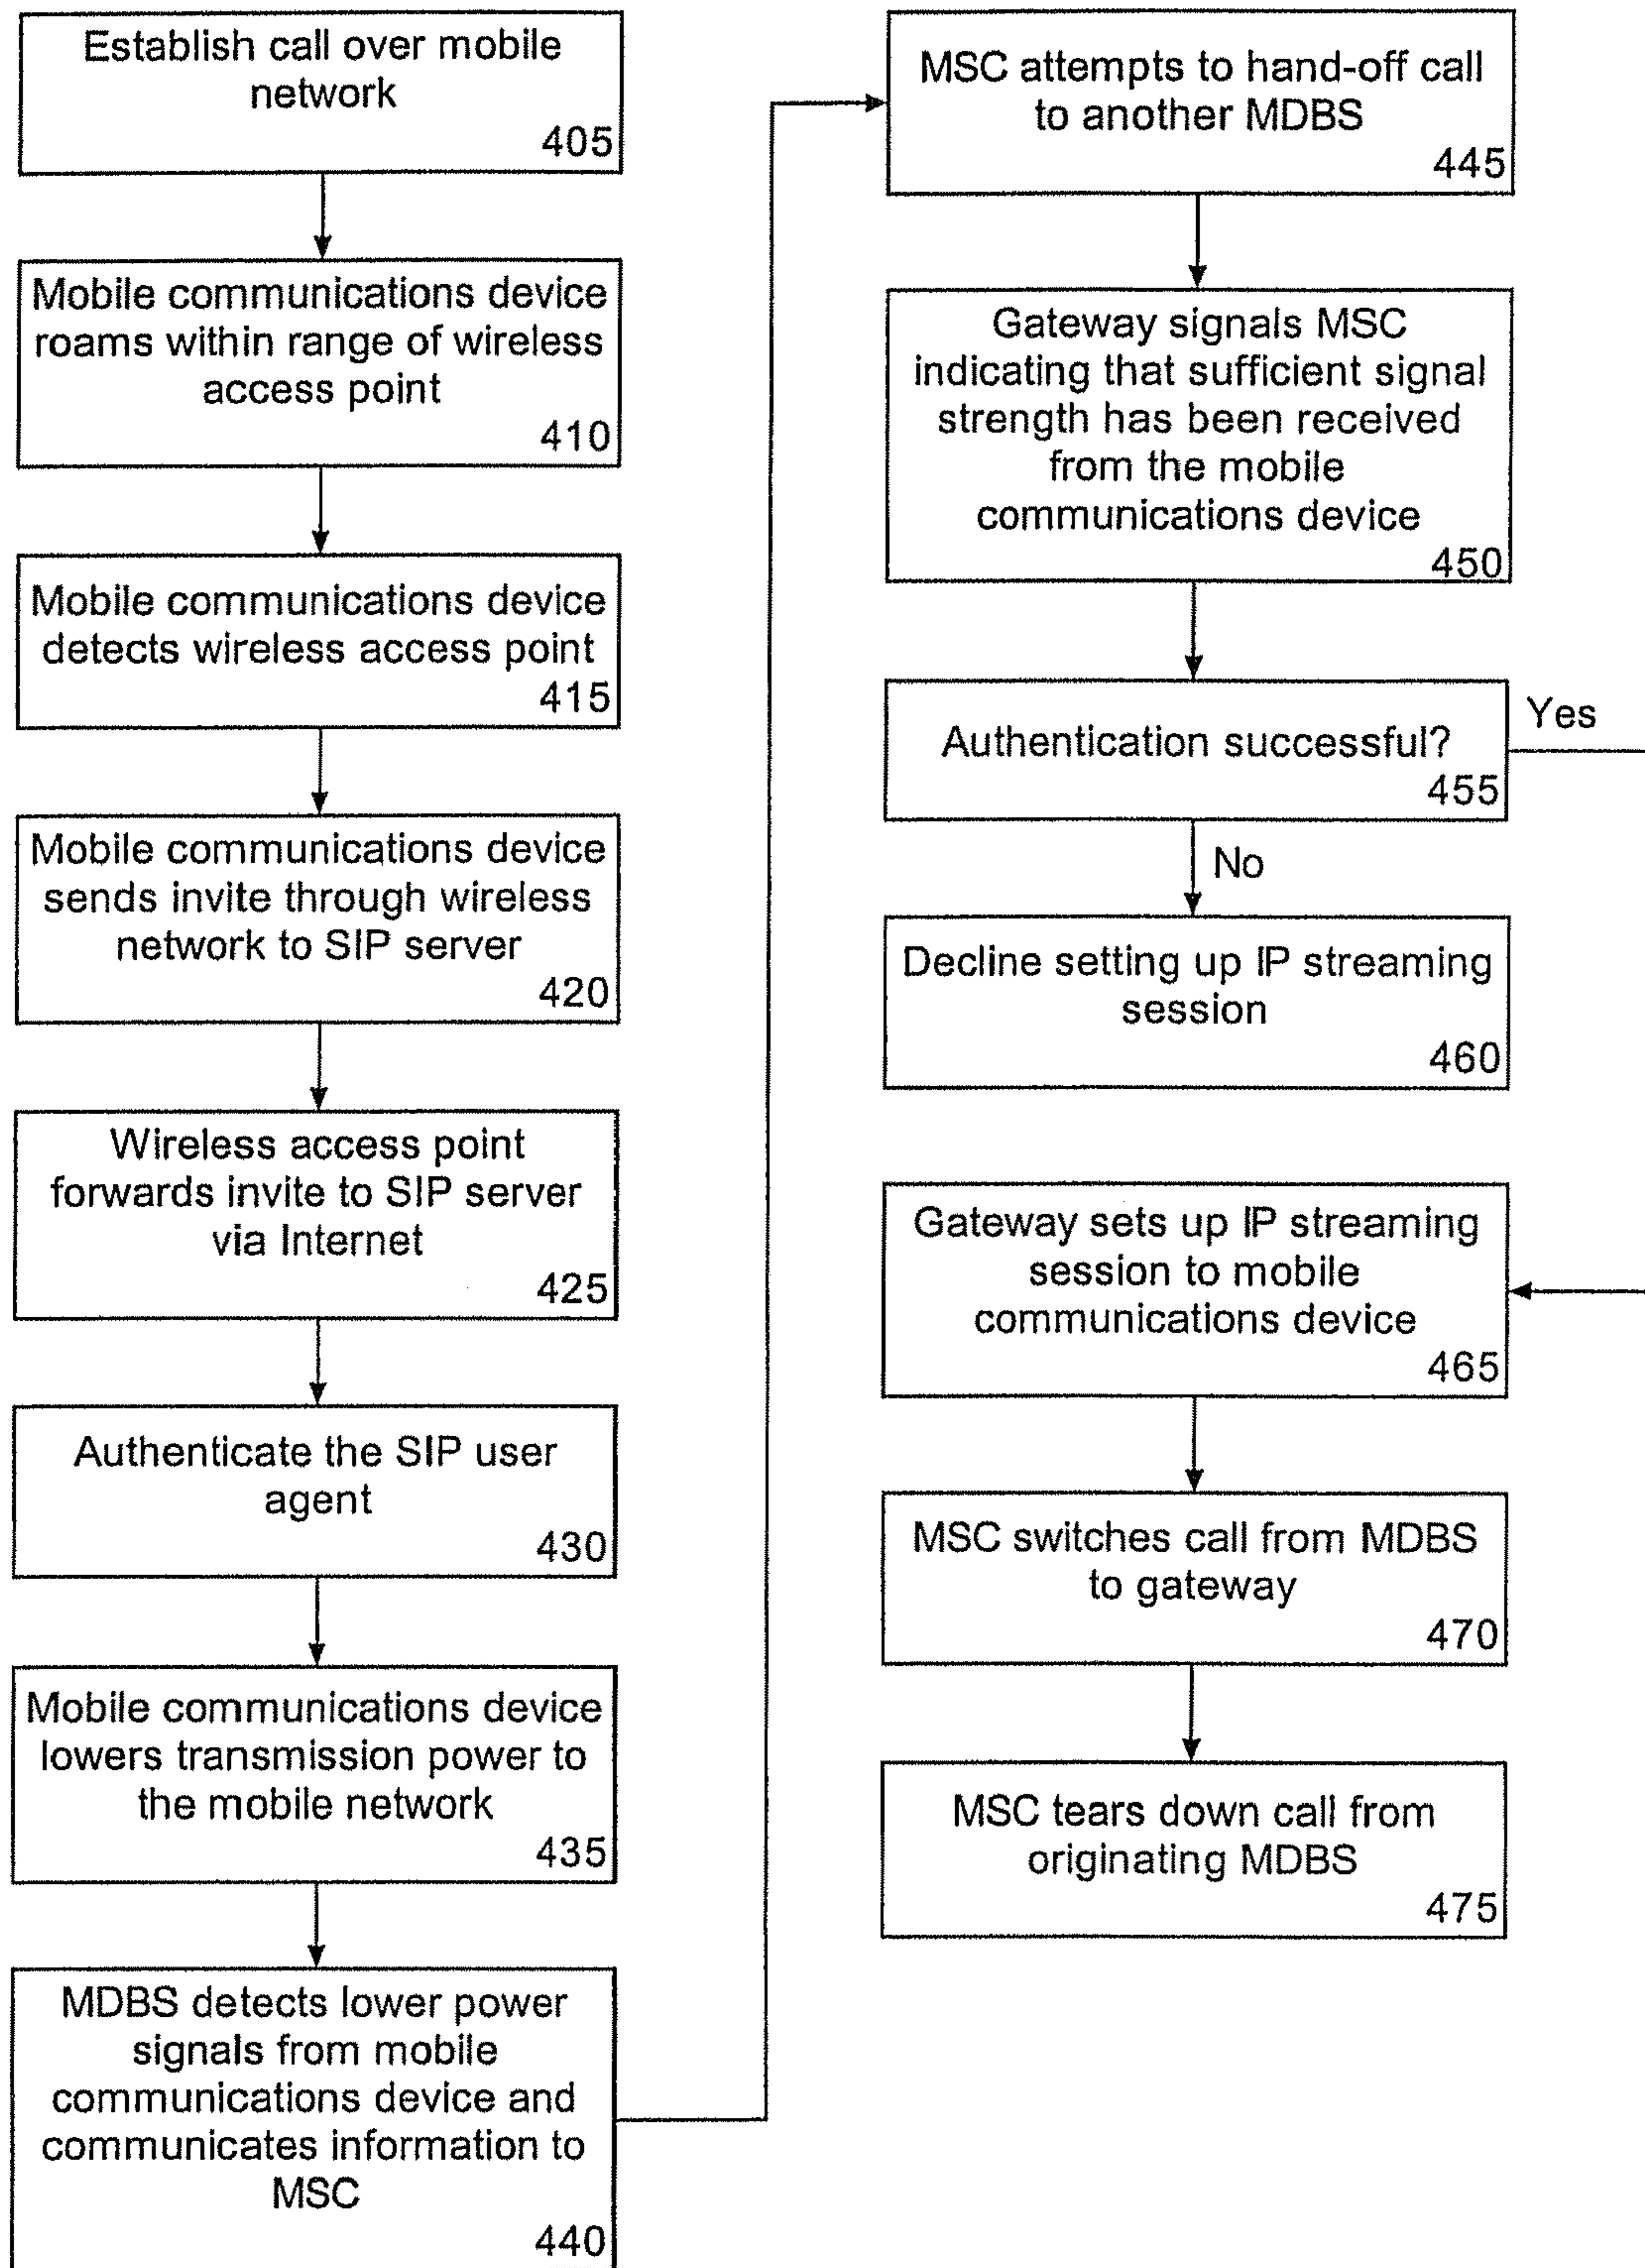 Establish call over mobile
network
405
Mobile communications device
roams within range of wireless
access point
410
Mobile communications device
detects wireless access point
415
Mobile communications device
sends invite through wireless
network to SIP server
420
Wireless access point
forwards invite to SIP server
via Internet
425
Authenticate the SIP user
agent
430
Mobile communications device
lowers transmission power to
the mobile network
435
MDBS detects lower power
signals from mobile
communications device and
communicates information to
MSC
440
MSC attempts to hand-off call
to another MDBS
445
Gateway signals MSC
indicating that sufficient signal
strength has been received
from the mobile
communications device
450
Authentication successful?
455
Yes
No
Decline setting up IP streaming
session
460
Gateway sets up IP streaming
session to mobile
communications device
465
MSC switches call from MDBS
to gateway
470
MSC tears down call from
originating MDBS
475